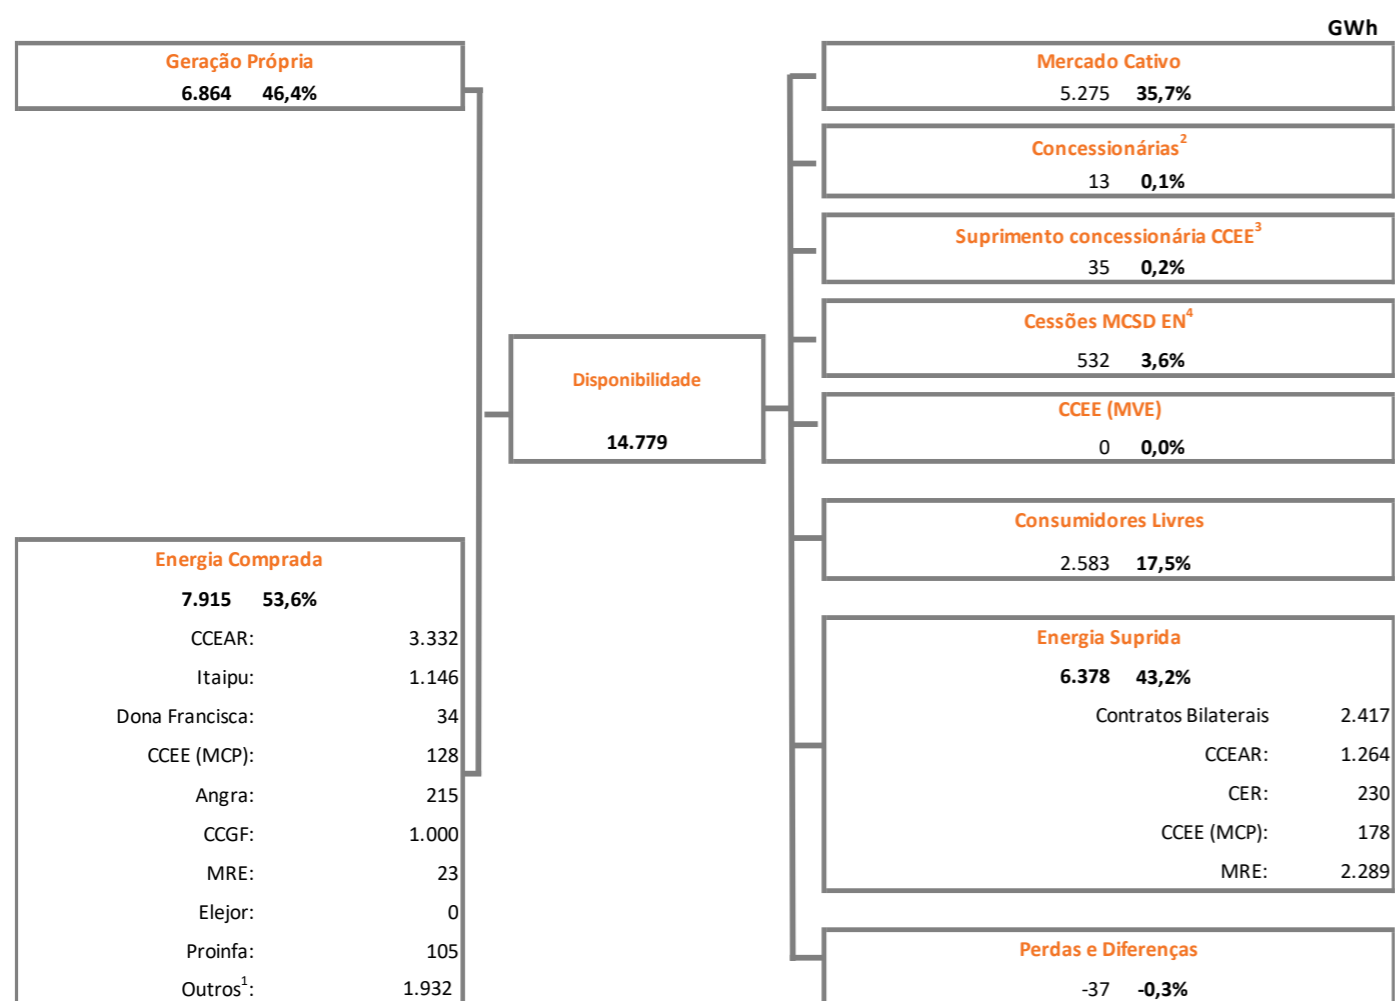 GWh
Geração Própria
6.864 46,4%
Energia Comprada
7.915 53,6%
CCEAR: 3.332
Itaipu: 1.146
Dona Francisca: 34
CCEE (MCP): 128
Angra: 215
CCGF: 1.000
MRE: 23
Elejor: 0
Proinfa: 105
Outros¹: 1.932
Disponibilidade
14.779
Mercado Cativo
5.275 35,7%
Concessionárias²
13 0,1%
Suprimento concessionária CCEE³
35 0,2%
Cessões MCSD EN⁴
532 3,6%
CCEE (MVE)
0 0,0%
Consumidores Livres
2.583 17,5%
Energia Suprida
6.378 43,2%
Contratos Bilaterais 2.417
CCEAR: 1.264
CER: 230
CCEE (MCP): 178
MRE: 2.289
Perdas e Diferenças
-37 -0,3%